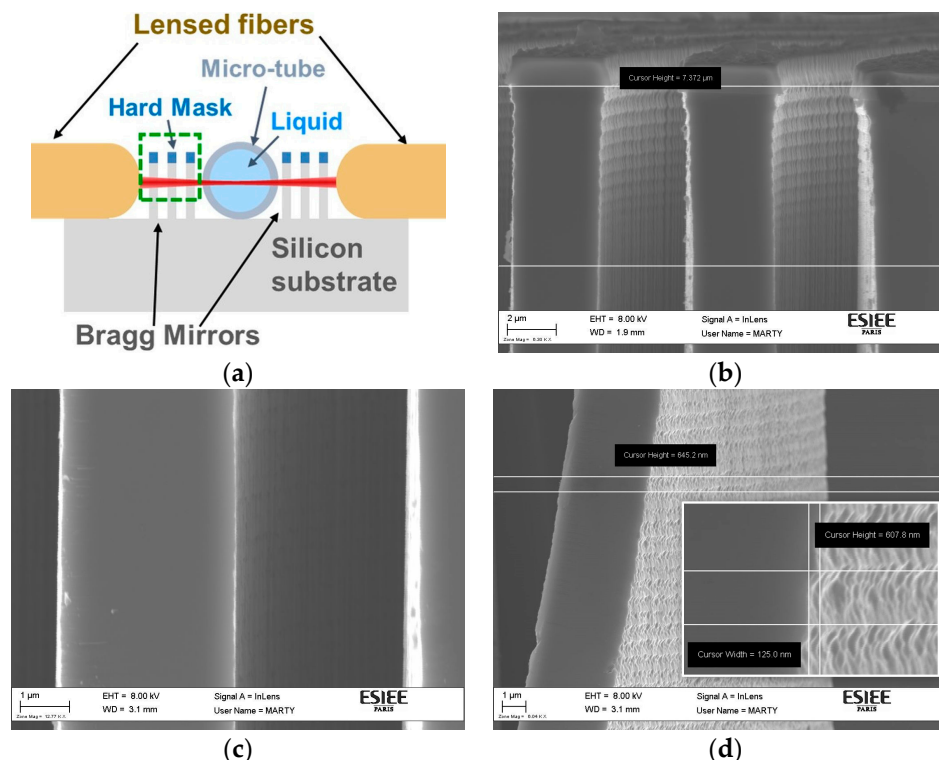 Lensed fibers
Micro-tube
Hard Mask
Liquid
Silicon
substrate
Bragg Mirrors
(a)
Cursor Height = 7.372 µm
2 µm
EHT = 8.00 kV
Signal A = InLens
WD = 1.9 mm
User Name = MARTY
ESIEE
PARIS
(b)
1 µm
EHT = 8.00 kV
Signal A = InLens
WD = 3.1 mm
User Name = MARTY
ESIEE
PARIS
Zone Mag = 12.77 K X
(c)
Cursor Height = 645.2 nm
Cursor Height = 607.8 nm
Cursor Width = 125.0 nm
1 µm
EHT = 8.00 kV
Signal A = InLens
WD = 3.1 mm
User Name = MARTY
ESIEE
PARIS
(d)